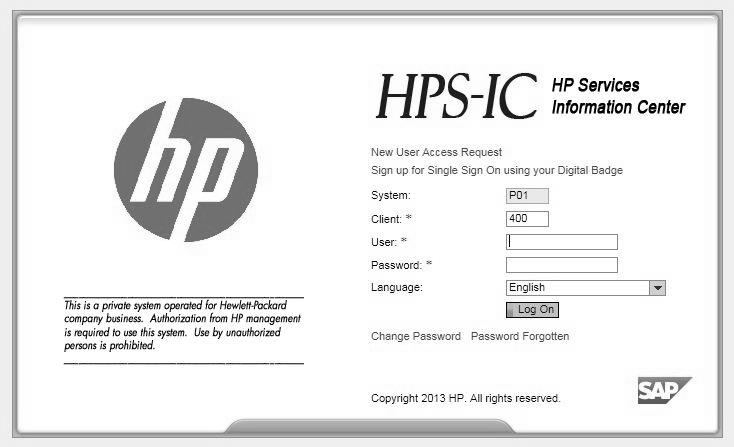 hp
HPS-IC
HP Services
Information Center
New User Access Request
Sign up for Single Sign On using your Digital Badge
System: P01
Client: * 400
User: *
Password: *
Language: English
Log On
Change Password Password Forgotten
This is a private system operated for Hewlett-Packard
company business. Authorization from HP management
is required to use this system. Use by unauthorized
persons is prohibited.
Copyright 2013 HP. All rights reserved.
SAP